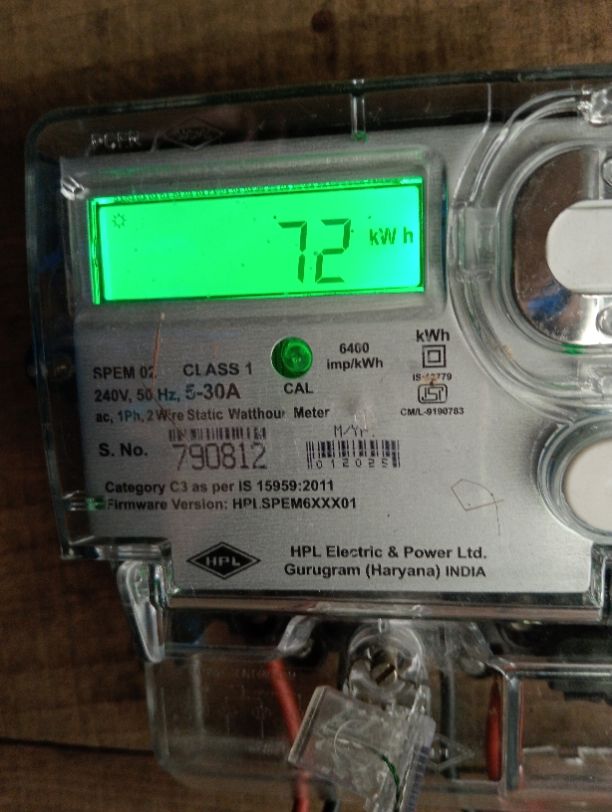 72 kWh
SPEM 02 CLASS 1
240V, 50 Hz, 5-30A
ac, 1Ph, 2 Wire Static Watthour Meter
CAL
6400
imp/kWh
kWh
CM/L-9190783
M/Yr.
S. No. 790812
012025
Category C3 as per IS 15959:2011
Firmware Version: HPLSPEM6XXX01
HPL
HPL Electric & Power Ltd.
Gurugram (Haryana) INDIA